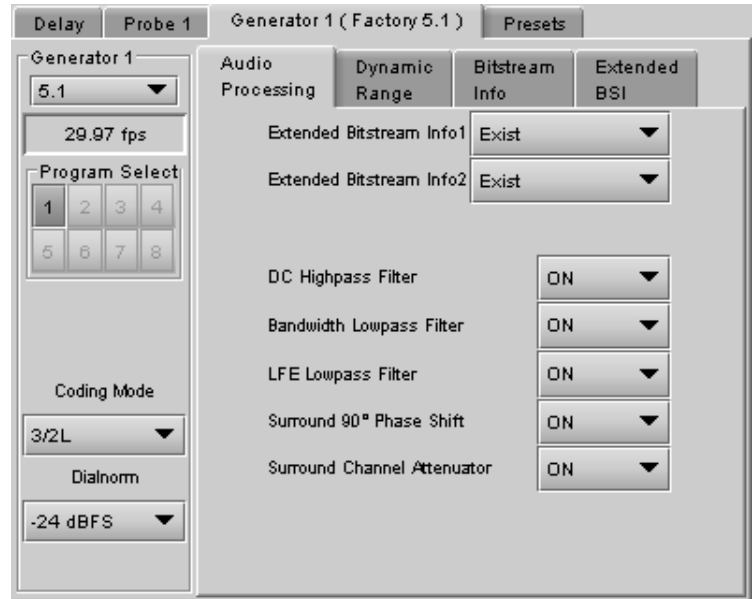 Delay Probe 1 Generator 1 ( Factory 5.1 ) Presets
Generator 1
5.1
29.97 fps
Program Select
1 2 3 4
5 6 7 8
Coding Mode
3/2L
Dialnorm
-24 dBFS
Audio Processing
Dynamic Range
Bitstream Info
Extended BSI
Extended Bitstream Info1 Exist
Extended Bitstream Info2 Exist
DC Highpass Filter ON
Bandwidth Lowpass Filter ON
LFE Lowpass Filter ON
Surround 90° Phase Shift ON
Surround Channel Attenuator ON